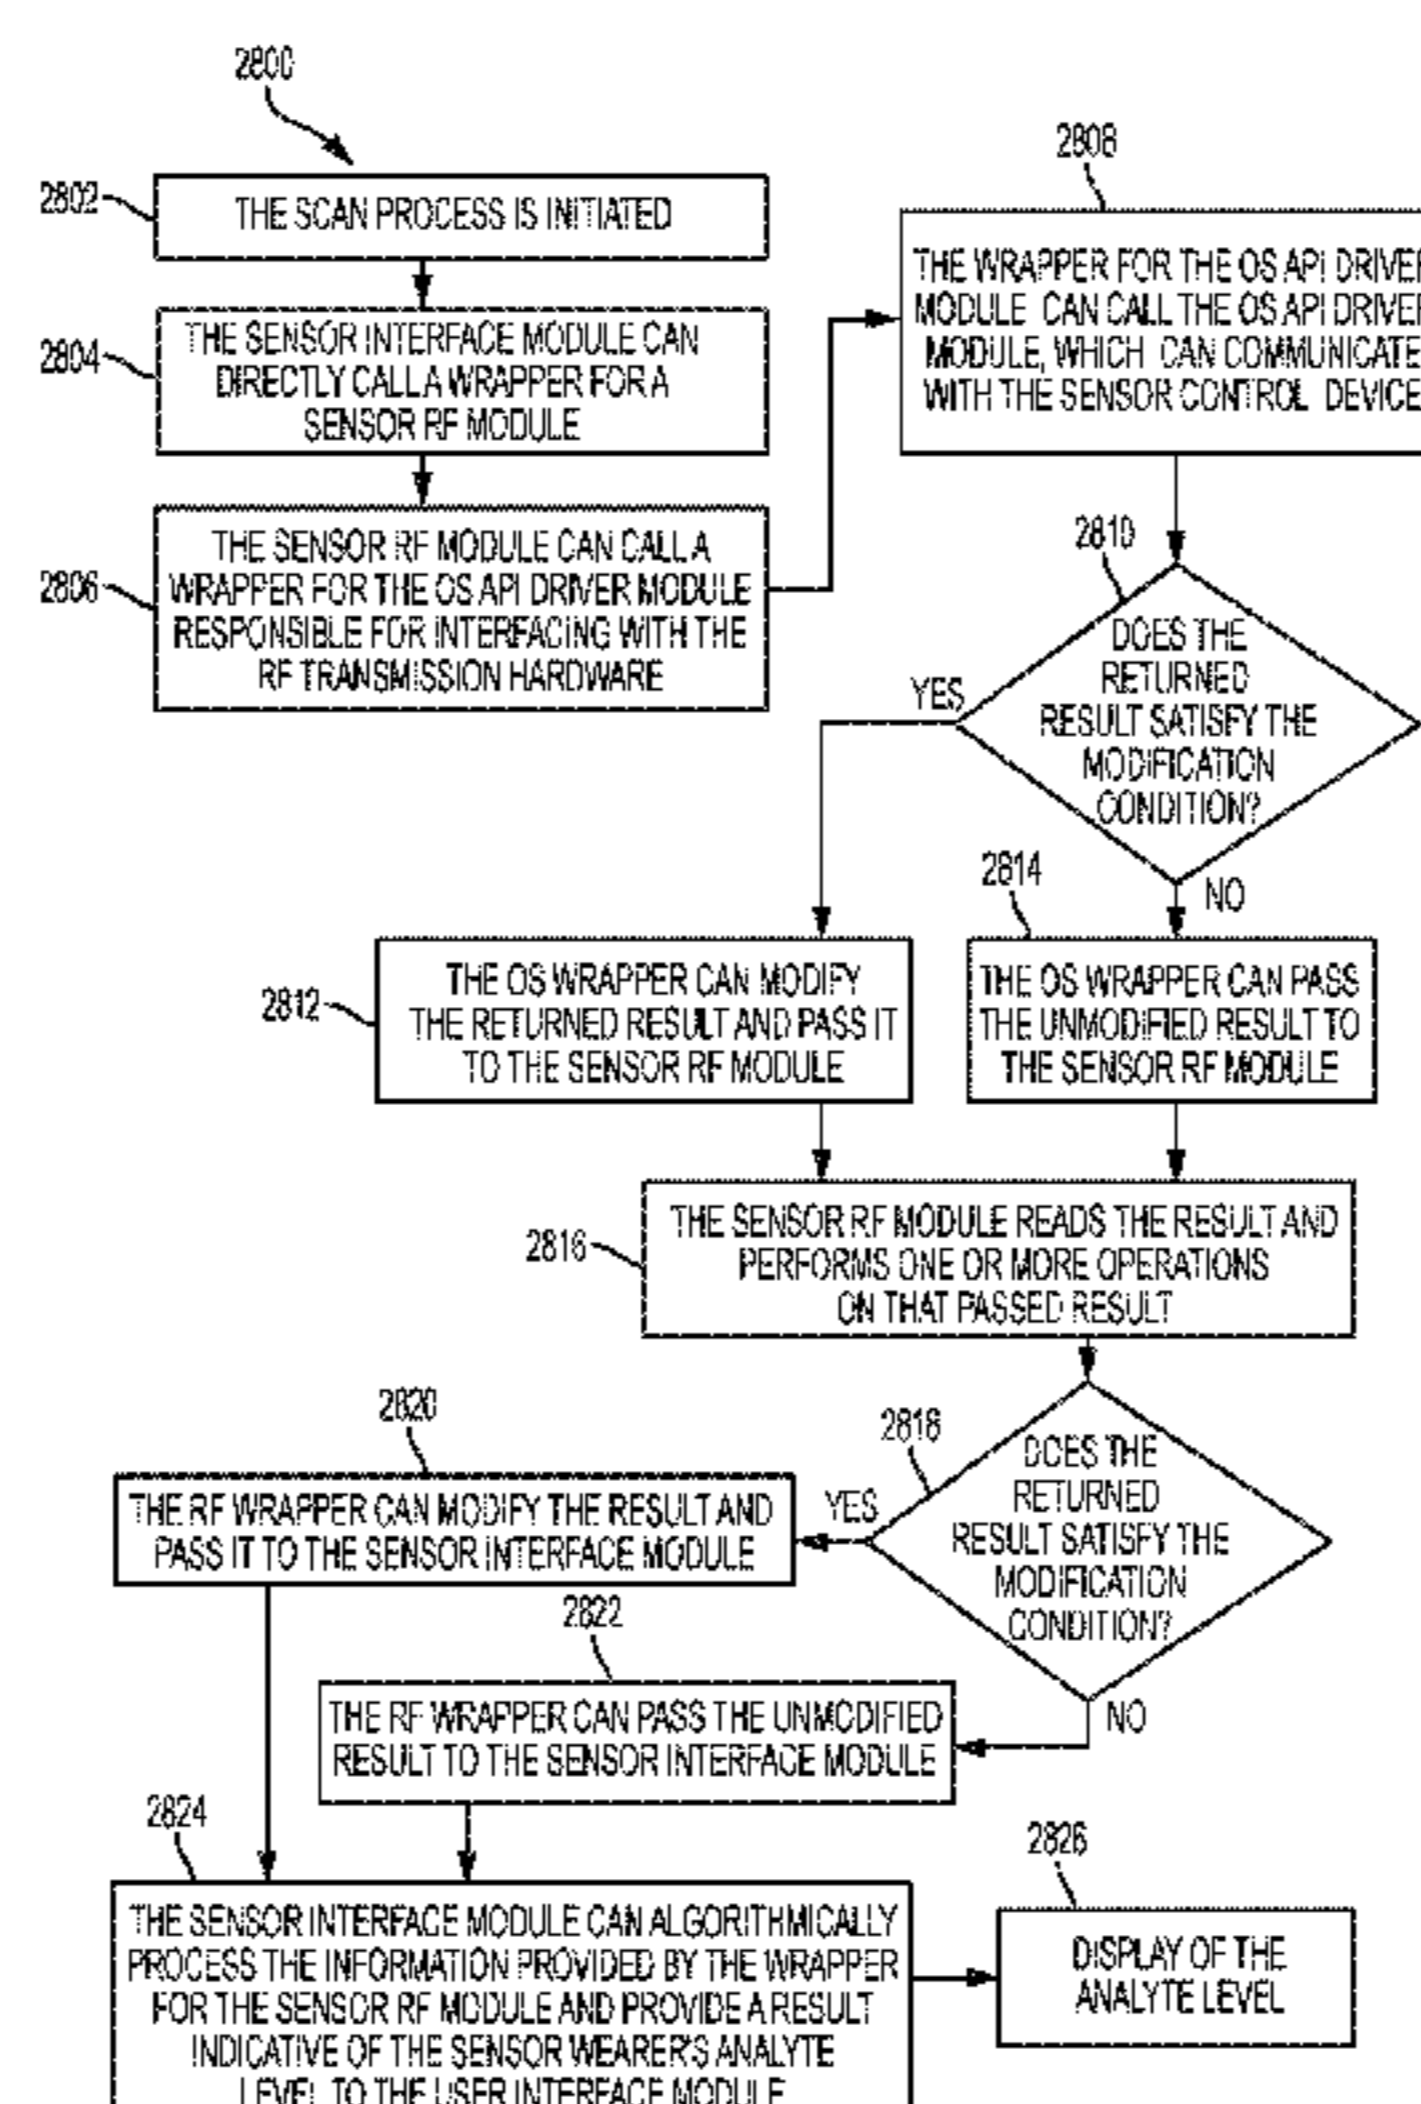 2800
2802
THE SCAN PROCESS IS INITIATED
2804
THE SENSOR INTERFACE MODULE CAN
DIRECTLY CALL A WRAPPER FOR A
SENSOR RF MODULE
2806
THE SENSOR RF MODULE CAN CALL A
WRAPPER FOR THE OS API DRIVER MODULE
RESPONSIBLE FOR INTERFACING WITH THE
RF TRANSMISSION HARDWARE
2808
THE WRAPPER FOR THE OS API DRIVER
MODULE CAN CALL THE OS API DRIVER
MODULE, WHICH CAN COMMUNICATE
WITH THE SENSOR CONTROL DEVICE
2810
DOES THE
RETURNED
RESULT SATISFY THE
MODIFICATION
CONDITION?
YES
NO
2812
THE OS WRAPPER CAN MODIFY
THE RETURNED RESULT AND PASS IT
TO THE SENSOR RF MODULE
2814
THE OS WRAPPER CAN PASS
THE UNMODIFIED RESULT TO
THE SENSOR RF MODULE
2816
THE SENSOR RF MODULE READS THE RESULT AND
PERFORMS ONE OR MORE OPERATIONS
ON THAT PASSED RESULT
2818
DOES THE
RETURNED
RESULT SATISFY THE
MODIFICATION
CONDITION?
YES
NO
2820
THE RF WRAPPER CAN MODIFY THE RESULT AND
PASS IT TO THE SENSOR INTERFACE MODULE
2822
THE RF WRAPPER CAN PASS THE UNMODIFIED
RESULT TO THE SENSOR INTERFACE MODULE
2824
THE SENSOR INTERFACE MODULE CAN ALGORITHMICALLY
PROCESS THE INFORMATION PROVIDED BY THE WRAPPER
FOR THE SENSOR RF MODULE AND PROVIDE A RESULT
INDICATIVE OF THE SENSOR WEARER'S ANALYTE
LEVEL TO THE USER INTERFACE MODULE
2826
DISPLAY OF THE
ANALYTE LEVEL